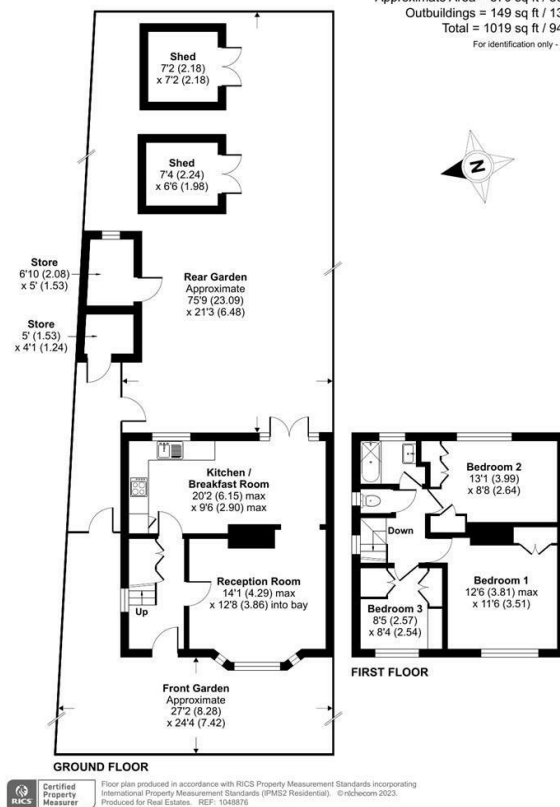 Outbuildings = 149 sq ft /
Total = 1019 sq ft /
For identification only -
Shed
7'2 (2.18)
x 7'2 (2.18)
Shed
7'4 (2.24)
x 6'6 (1.98)
N
Store
6'10 (2.08)
x 5' (1.53)
Rear Garden
Approximate
75'9 (23.09)
x 21'3 (6.48)
Store
5' (1.53)
x 4'1 (1.24)
Kitchen /
Breakfast Room
20'2 (6.15) max
x 9'6 (2.90) max
Reception Room
14'1 (4.29) max
x 12'8 (3.86) into bay
Up
Front Garden
Approximate
27'2 (8.28)
x 24'4 (7.42)
GROUND FLOOR
Bedroom 2
13'1 (3.99)
x 8'8 (2.64)
Down
Bedroom 1
12'6 (3.81) max
x 11'6 (3.51)
Bedroom 3
8'5 (2.57)
x 8'4 (2.54)
FIRST FLOOR
RICS
Certified
Property
Measurer
Floor plan produced in accordance with RICS Property Measurement Standards incorporating
International Property Measurement Standards (IPMS2 Residential). ©nichecom 2023.
Produced for Real Estates. REF: 1048876